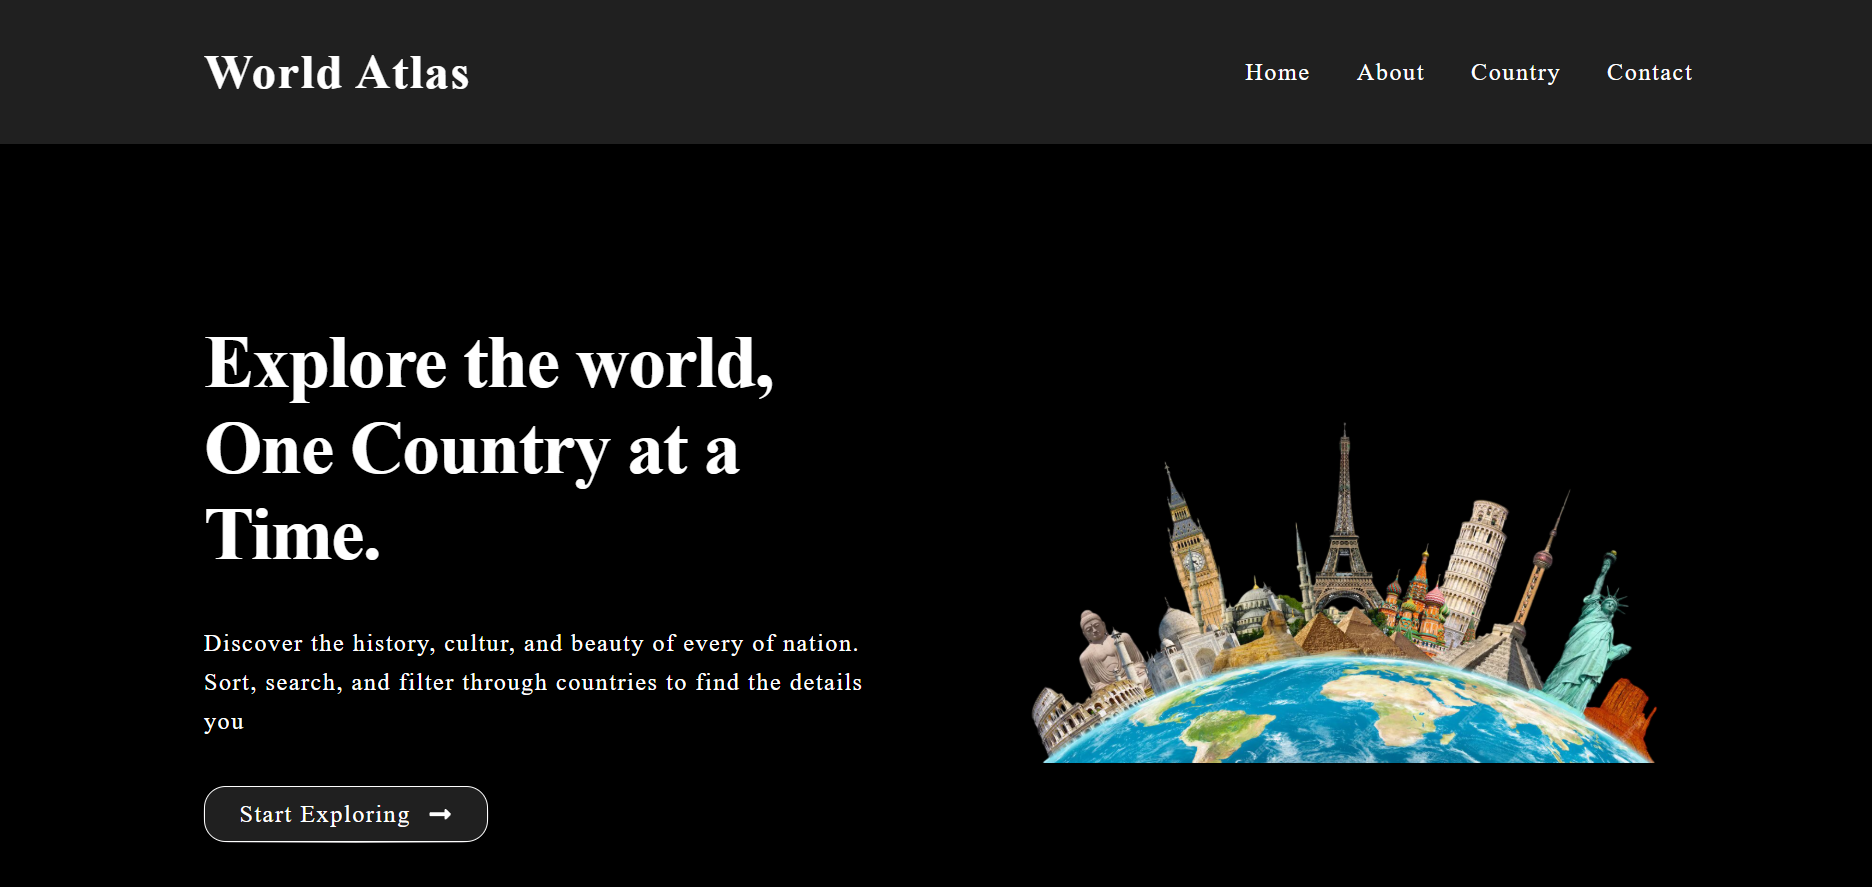 World Atlas
Home About Country Contact
Explore the world,
One Country at a
Time.
Discover the history, cultur, and beauty of every of nation.
Sort, search, and filter through countries to find the details
you
Start Exploring →